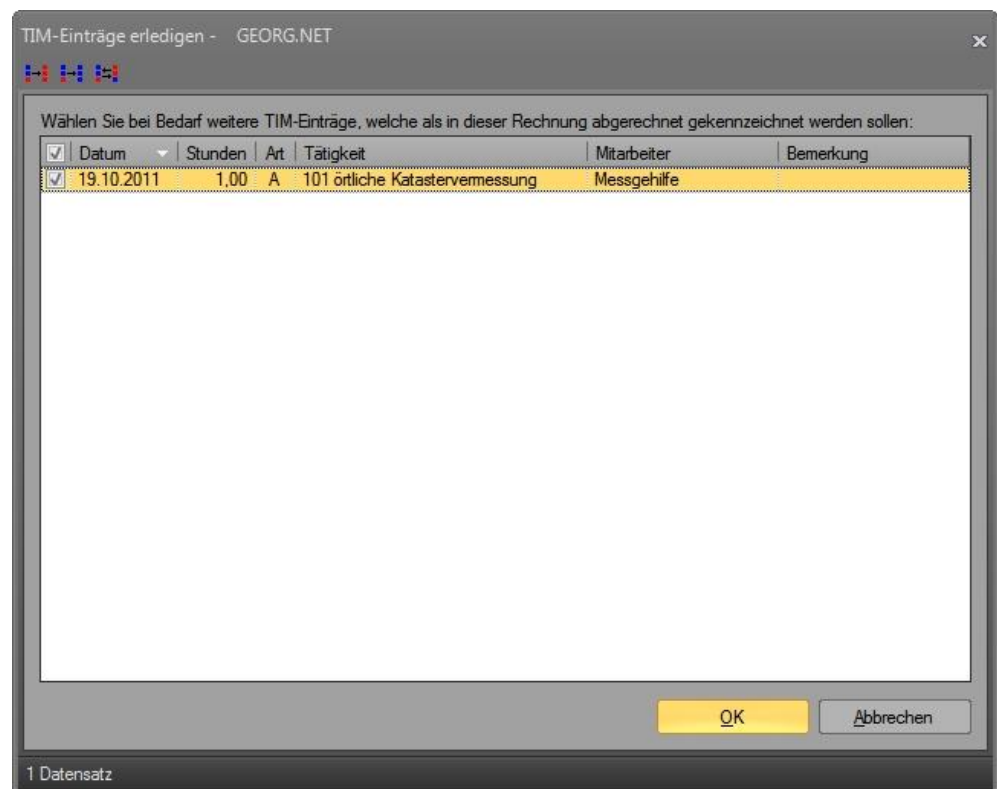 TIM-Einträge erledigen - GEORG.NET
Wählen Sie bei Bedarf weitere TIM-Einträge, welche als in dieser Rechnung abgerechnet gekennzeichnet werden sollen:
Datum Stunden Art Tätigkeit Mitarbeiter Bemerkung
19.10.2011 1,00 A 101 örtliche Katastervermessung Messgehilfe
OK Abbrechen
1 Datensatz